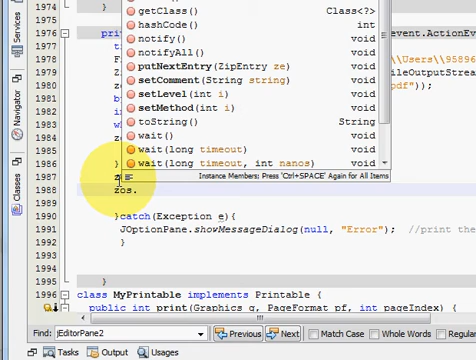 1974 }
1975
1976 private event.ActionEv
1977 getClass() Class<?>
1978 hashCode() int
1979 notify() void
1980 notifyAll() void
1981 putNextEntry(ZipEntry ze) void
1982 setComment(String string) void
1983 setLevel(int i) void
1984 setMethod(int i) void
1985 toString() String
1986 wait() void
wait(long timeout) void
wait(long timeout, int nanos) void
\\Users\\95896
ileOutputStream
pdf"));
Instance Members; Press 'Ctrl+SPACE' Again for All Items
1987
1988 zos.
1989
1990 }catch(Exception e){
1991 JOptionPane.showMessageDialog(null, "Error"); //print the
1992 }
1993
1994
1995 }
1996 class MyPrintable implements Printable {
public int print(Graphics g, PageFormat pf, int pageIndex) {
Find: jEditorPane2 Previous Next Match Case Whole Words Regular
Tasks Output Usages
Services
Navigator
Classes